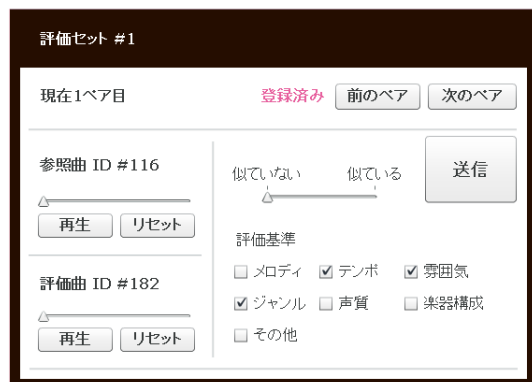 評価セット #1
現在1ペア目
登録済み
前のペア
次のペア
参照曲 ID #116
再生
リセット
評価曲 ID #182
再生
リセット
似ていない
似ている
送信
評価基準
メロディ
テンポ
雰囲気
ジャンル
声質
楽器構成
その他